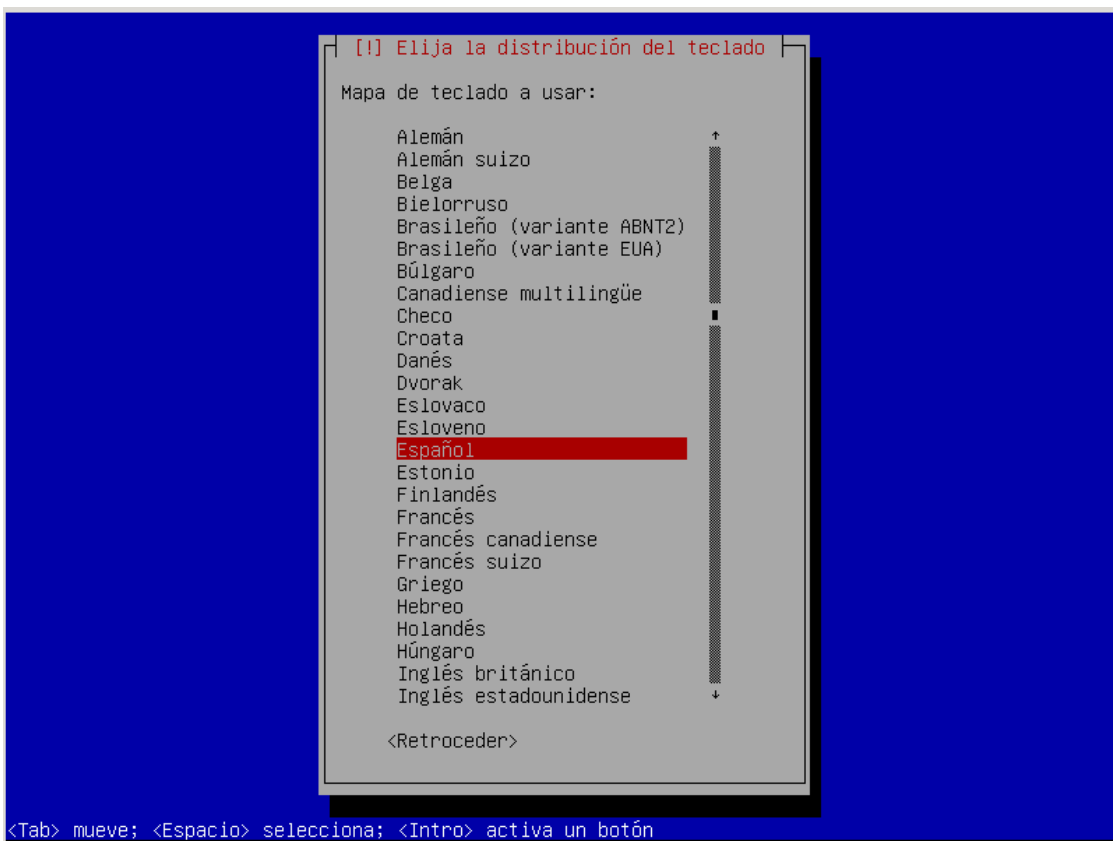 [!] Elija la distribución del teclado
Mapa de teclado a usar:
Alemán
Alemán suizo
Belga
Bielorruso
Brasileño (variante ABNT2)
Brasileño (variante EUA)
Búlgaro
Canadiense multilingüe
Checo
Croata
Danés
Dvorak
Eslovaco
Esloveno
Español
Estonio
Finlandés
Francés
Francés canadiense
Francés suizo
Griego
Hebreo
Holandés
Húngaro
Inglés británico
Inglés estadounidense
<Retroceder>
<Tab> mueve; <Espacio> selecciona; <Intro> activa un botón